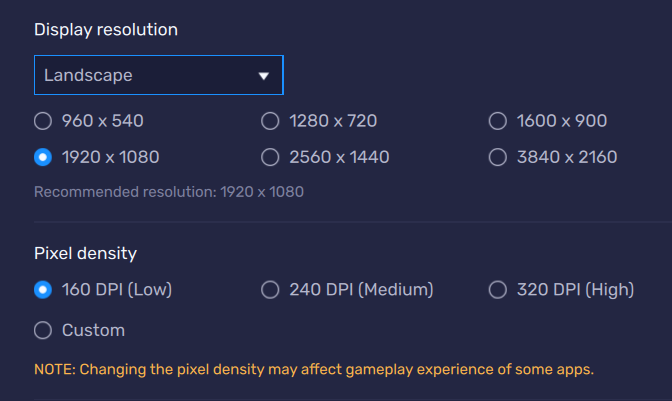 Display resolution
Landscape
960 x 540 1280 x 720 1600 x 900
1920 x 1080 2560 x 1440 3840 x 2160
Recommended resolution: 1920 x 1080
Pixel density
160 DPI (Low) 240 DPI (Medium) 320 DPI (High)
Custom
NOTE: Changing the pixel density may affect gameplay experience of some apps.